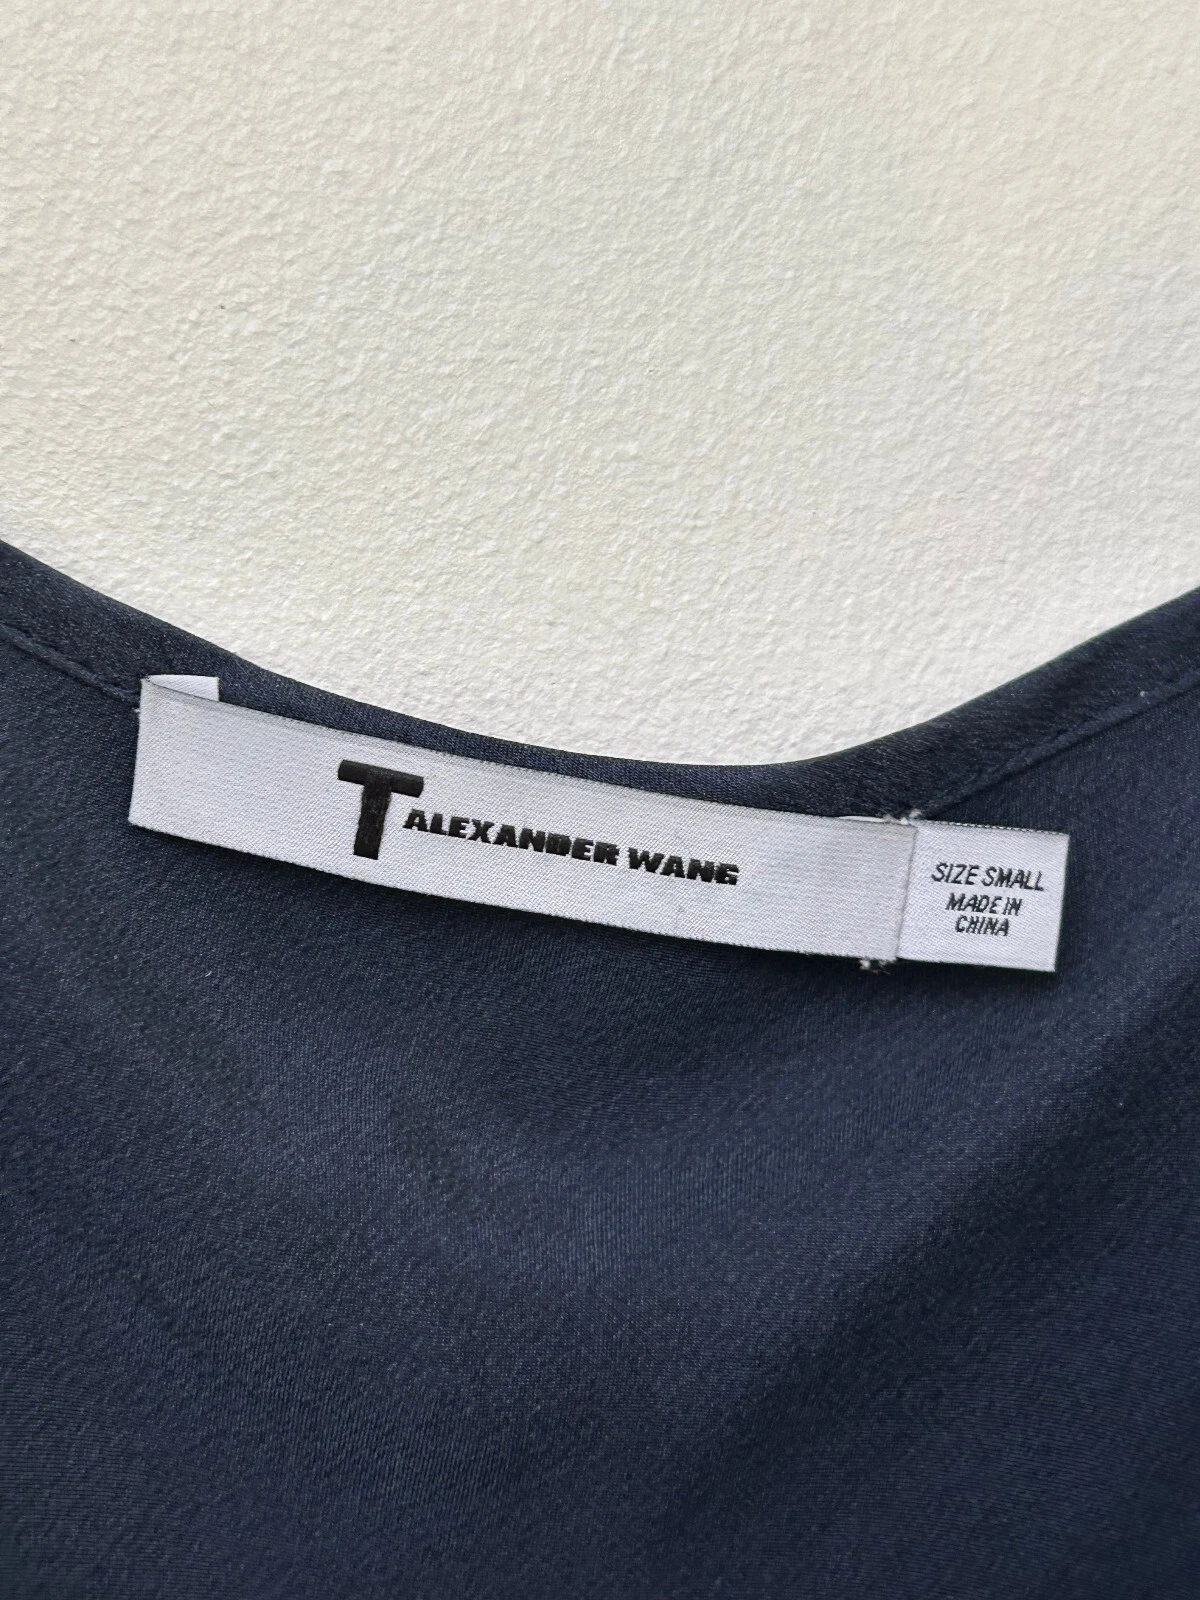 T ALEXANDER WANG
SIZE SMALL
MADE IN
CHINA